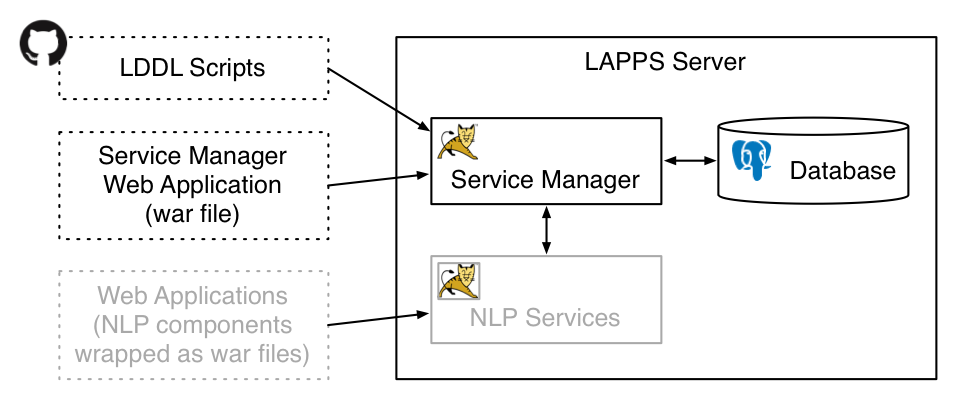 LDDL Scripts
LAPPS Server
Service Manager
Web Application
(war file)
Service Manager
Database
Web Applications
(NLP components
wrapped as war files)
NLP Services